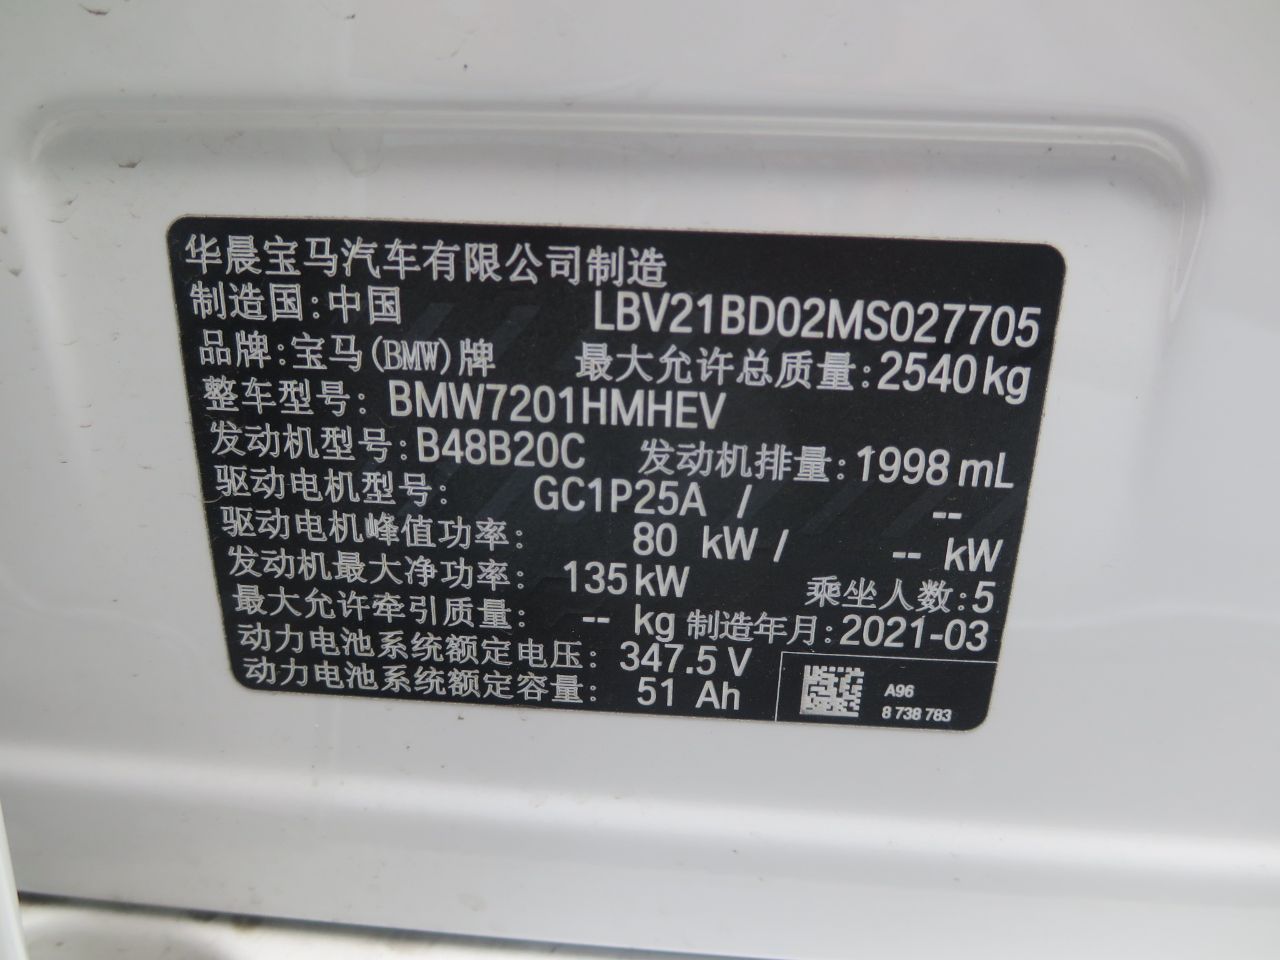 华晨宝马汽车有限公司制造
制造国:中国 LBV21BD02MS027705
品牌:宝马(BMW)牌 最大允许总质量:2540kg
整车型号: BMW7201HMHEV
发动机型号:B48B20C 发动机排量:1998 mL
驱动电机型号: GC1P25A / --
驱动电机峰值功率: 80 kW / -- kW
发动机最大净功率: 135kW 乘坐人数:5
最大允许牵引质量: -- kg 制造年月:2021-03
动力电池系统额定电压: 347.5 V
动力电池系统额定容量: 51 Ah
A96
8 738 783